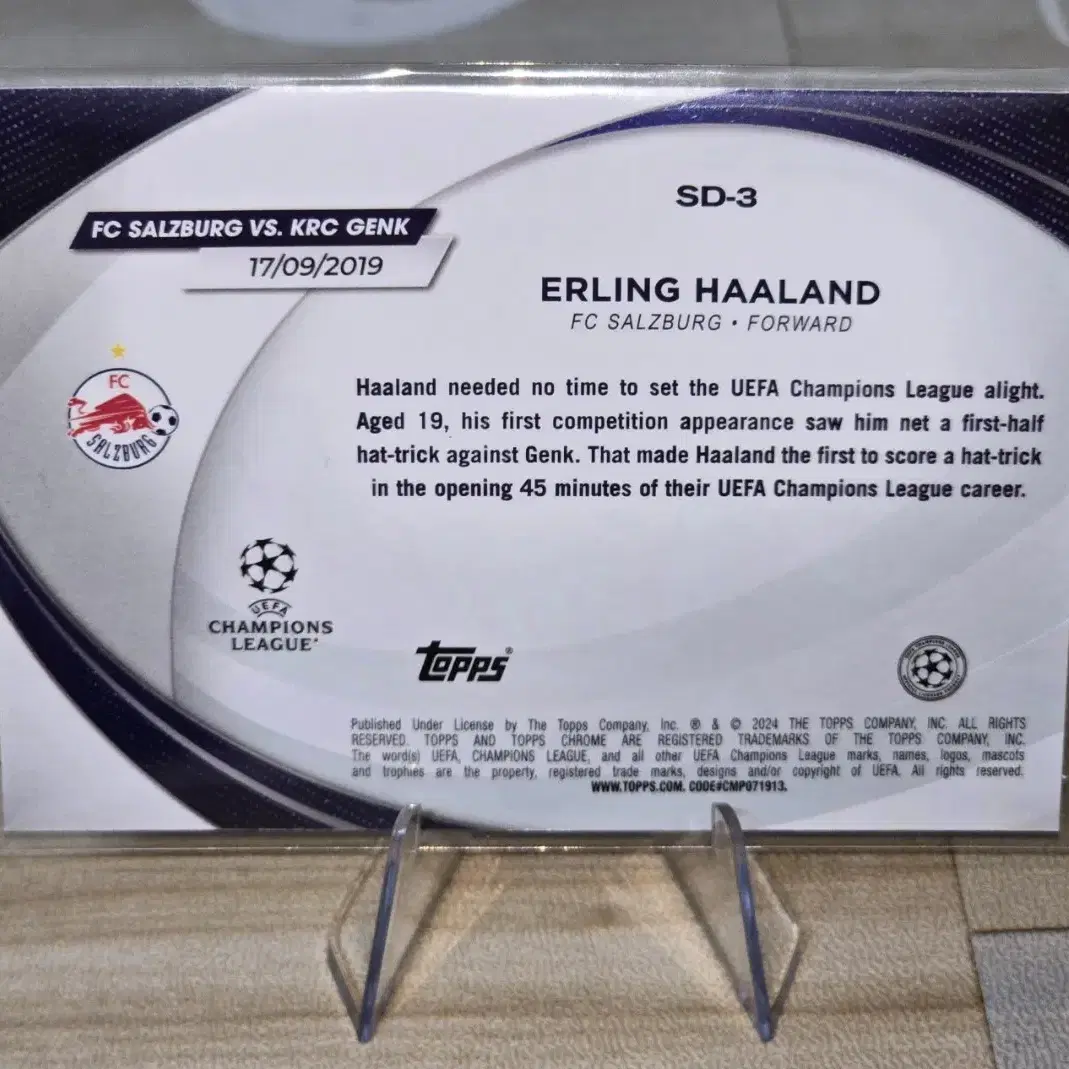 SD-3
FC SALZBURG VS. KRC GENK
17/09/2019
ERLING HAALAND
FC SALZBURG • FORWARD
FC
SALZBURG
Haaland needed no time to set the UEFA Champions League alight.
Aged 19, his first competition appearance saw him net a first-half
hat-trick against Genk. That made Haaland the first to score a hat-trick
in the opening 45 minutes of their UEFA Champions League career.
UEFA
CHAMPIONS
LEAGUE
TOPPS®
Published Under License by The Topps Company, Inc. ® & © 2024 THE TOPPS COMPANY, INC. ALL RIGHTS
RESERVED. TOPPS AND TOPPS CHROME ARE REGISTERED TRADEMARKS OF THE TOPPS COMPANY, INC.
The word(s) UEFA, CHAMPIONS LEAGUE, and all other UEFA Champions League marks, names, logos, mascots
and trophies are the property, registered trade marks, designs and/or copyright of UEFA. All rights reserved.
WWW.TOPPS.COM. CODE#CMP071913.